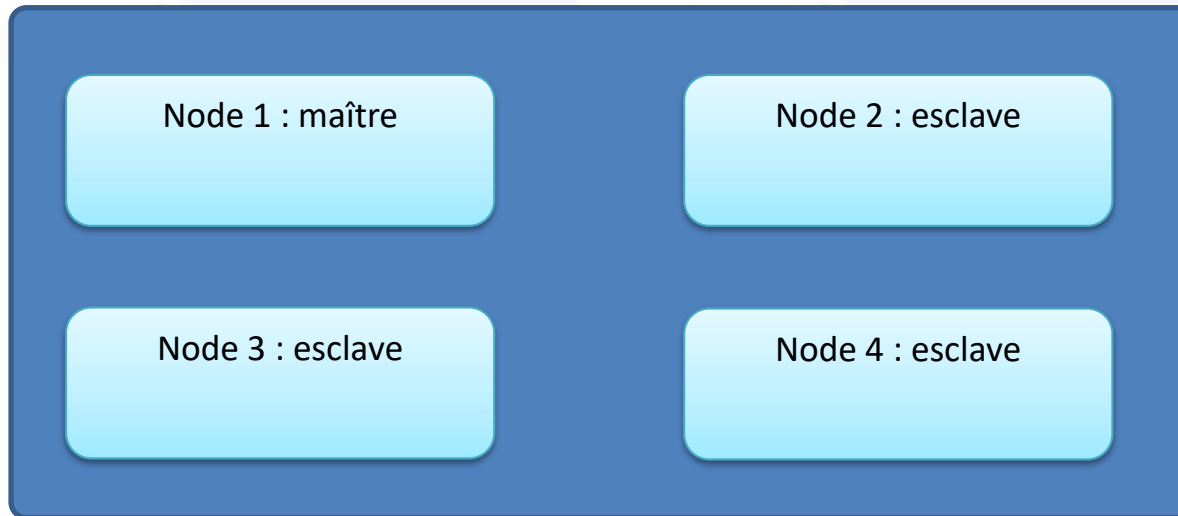 Node 1 : maître
Node 2 : esclave
Node 3 : esclave
Node 4 : esclave